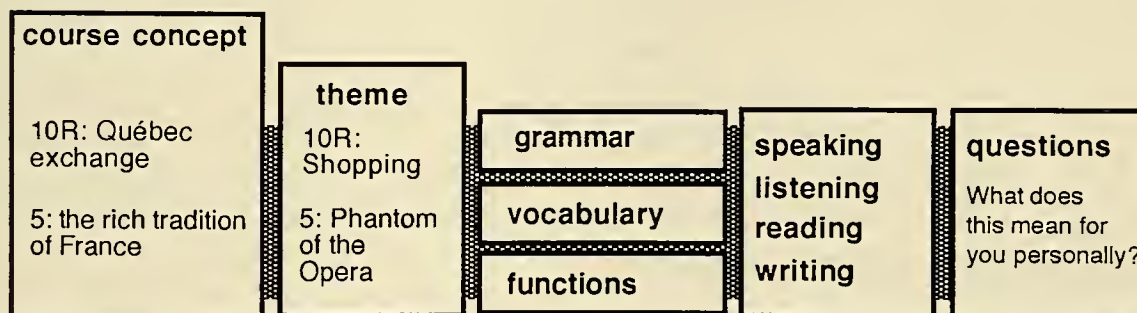 course concept
10R: Québec
exchange
5: the rich tradition
of France
theme
10R:
Shopping
5: Phantom
of the
Opera
grammar
vocabulary
functions
speaking
listening
reading
writing
questions
What does
this mean for
you personally?